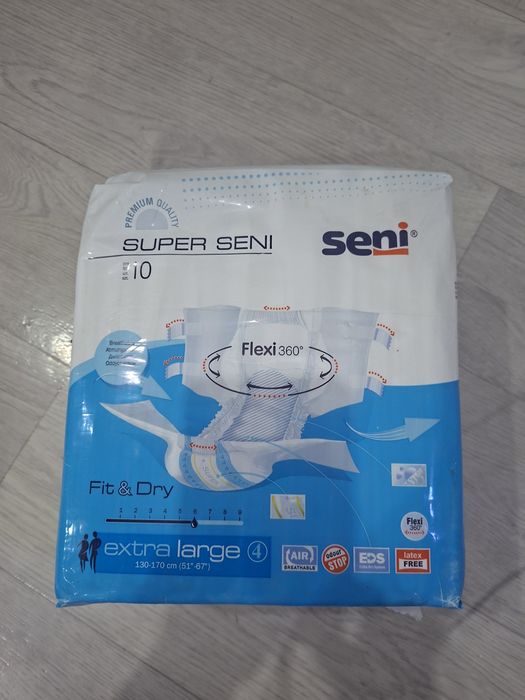 PREMIUM QUALITY
SUPER SENI
seni®
10
Flexi 360°
Fit & Dry
1 2 3 4 5 6 7 8 9
extra large 4
130-170 cm (51"-67")
AIR
BREATHABLE
odour
STOP
EDS
latex
FREE
Flexi
360°